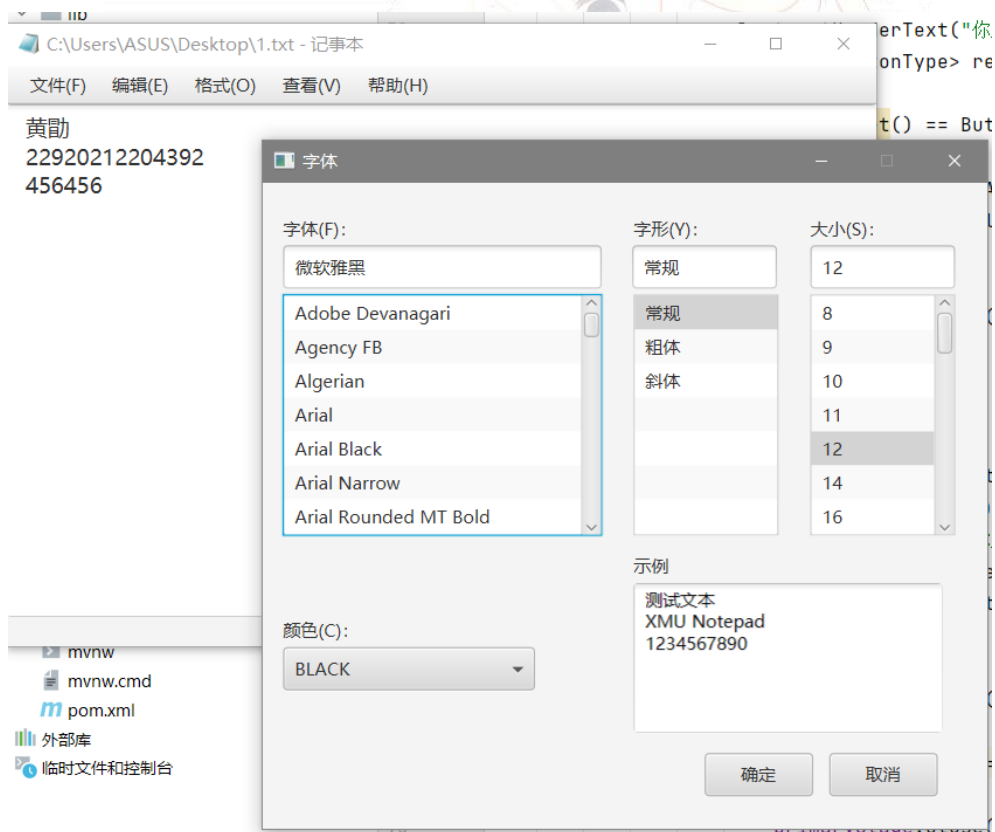 lib
C:\Users\ASUS\Desktop\1.txt - 记事本
文件(F) 编辑(E) 格式(O) 查看(V) 帮助(H)
黄勖
22920212204392
456456
erText("你
onType> re
t() == But
字体
字体(F):
微软雅黑
Adobe Devanagari
Agency FB
Algerian
Arial
Arial Black
Arial Narrow
Arial Rounded MT Bold
字形(Y):
常规
常规
粗体
斜体
大小(S):
12
8
9
10
11
12
14
16
颜色(C):
BLACK
示例
测试文本
XMU Notepad
1234567890
确定 取消
mvnw
mvnw.cmd
pom.xml
外部库
临时文件和控制台